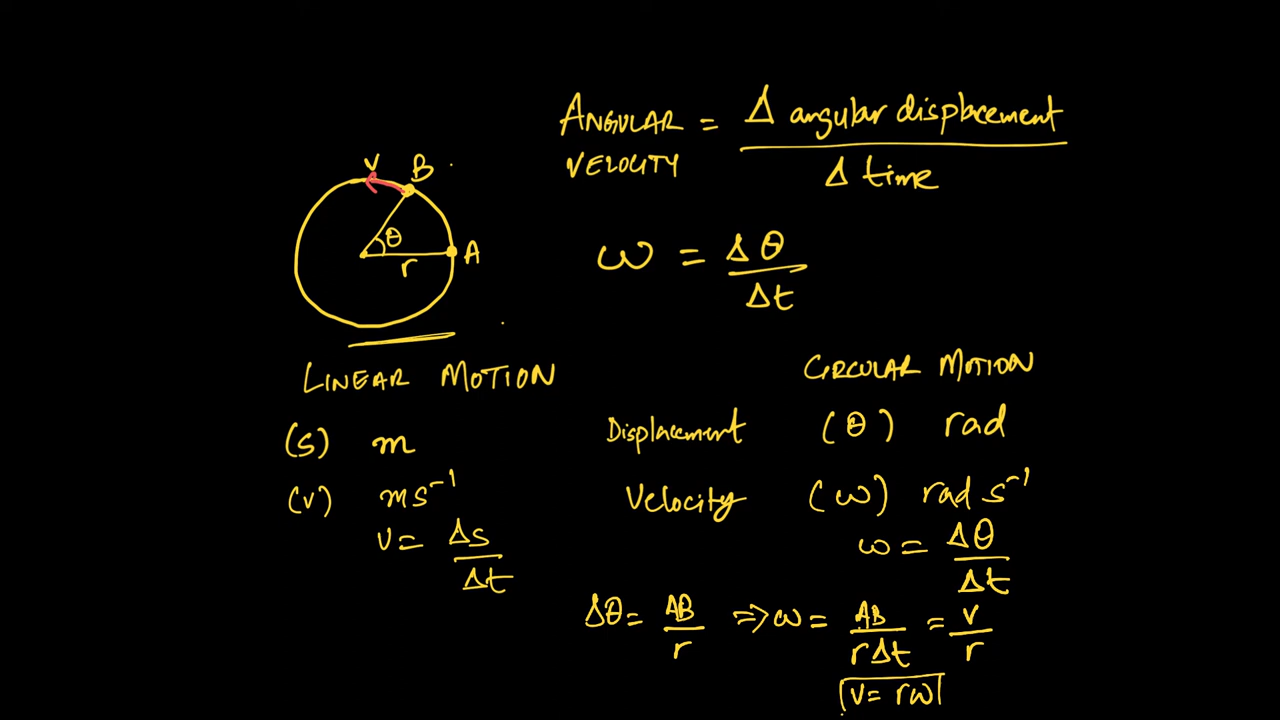 ANGULAR VELOCITY = Δ angular displacement / Δ time
V B
θ
r A
ω = Δθ / Δt
LINEAR MOTION CIRCULAR MOTION
(s) m Displacement (θ) rad
(v) ms⁻¹ Velocity (ω) rad s⁻¹
v = Δs / Δt ω = Δθ / Δt
Δθ = AB / r ⇒ ω = AB / rΔt = v / r
v = rω